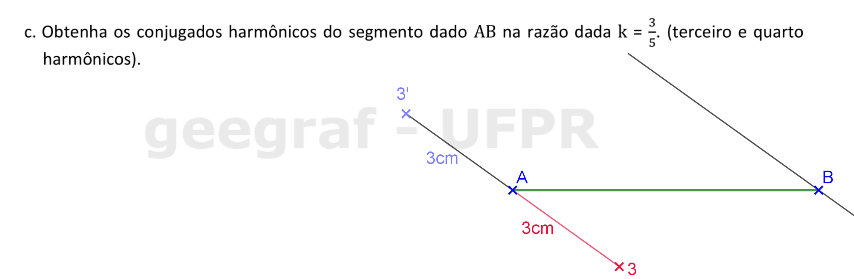 c. Obtenha os conjugados harmônicos do segmento dado AB na razão dada k = 3/5. (terceiro e quarto
harmônicos).
geegraf - UFPR
3'
3cm
A
B
3cm
3